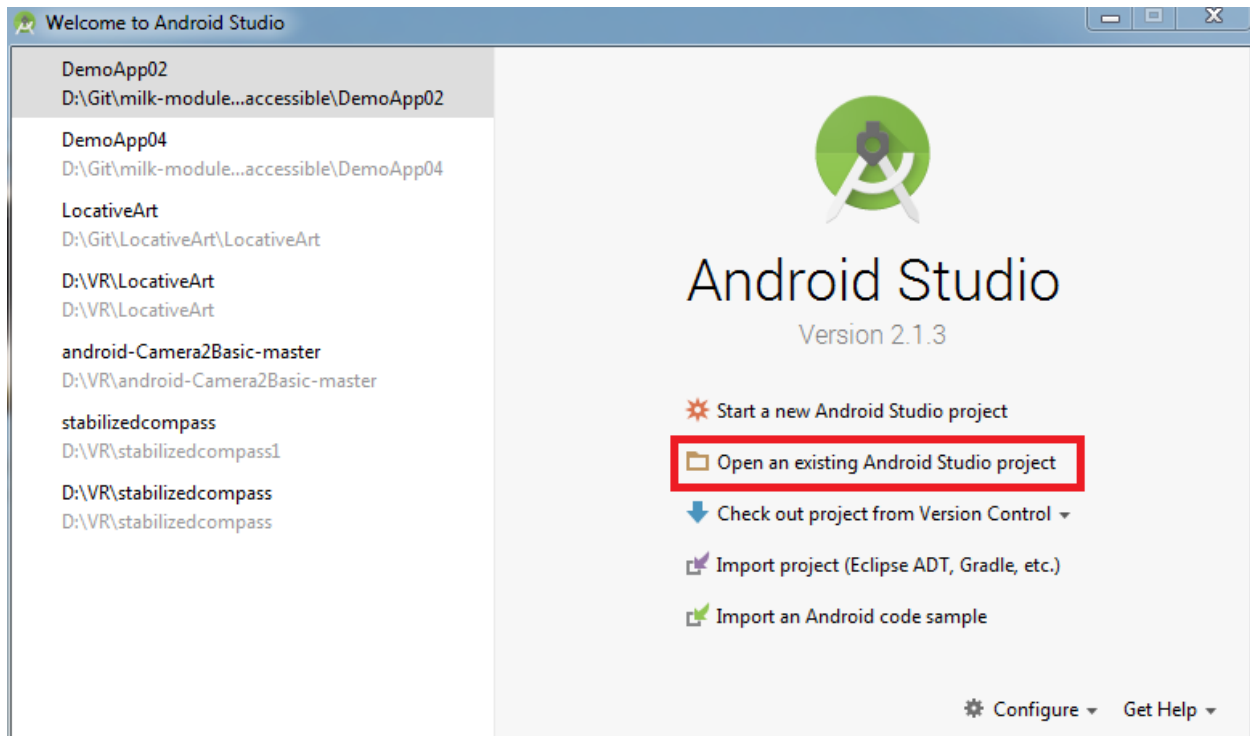 Welcome to Android Studio
DemoApp02
D:\Git\milk-module...accessible\DemoApp02
DemoApp04
D:\Git\milk-module...accessible\DemoApp04
LocativeArt
D:\Git\LocativeArt\LocativeArt
D:\VR\LocativeArt
D:\VR\LocativeArt
android-Camera2Basic-master
D:\VR\android-Camera2Basic-master
stabilizedcompass
D:\VR\stabilizedcompass1
D:\VR\stabilizedcompass
D:\VR\stabilizedcompass
Android Studio
Version 2.1.3
Start a new Android Studio project
Open an existing Android Studio project
Check out project from Version Control
Import project (Eclipse ADT, Gradle, etc.)
Import an Android code sample
Configure Get Help